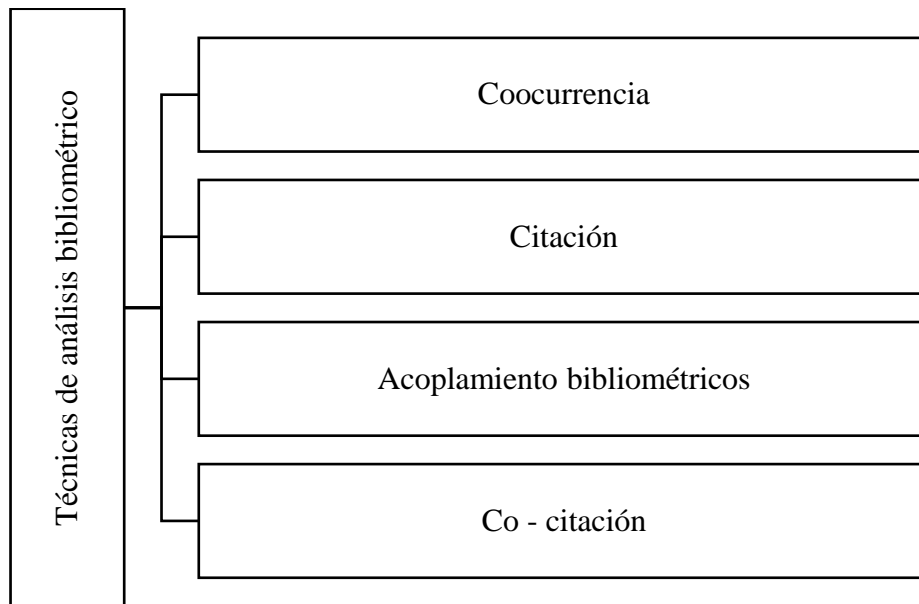 Técnicas de análisis bibliométrico
Coocurrencia
Citación
Acoplamiento bibliométricos
Co - citación